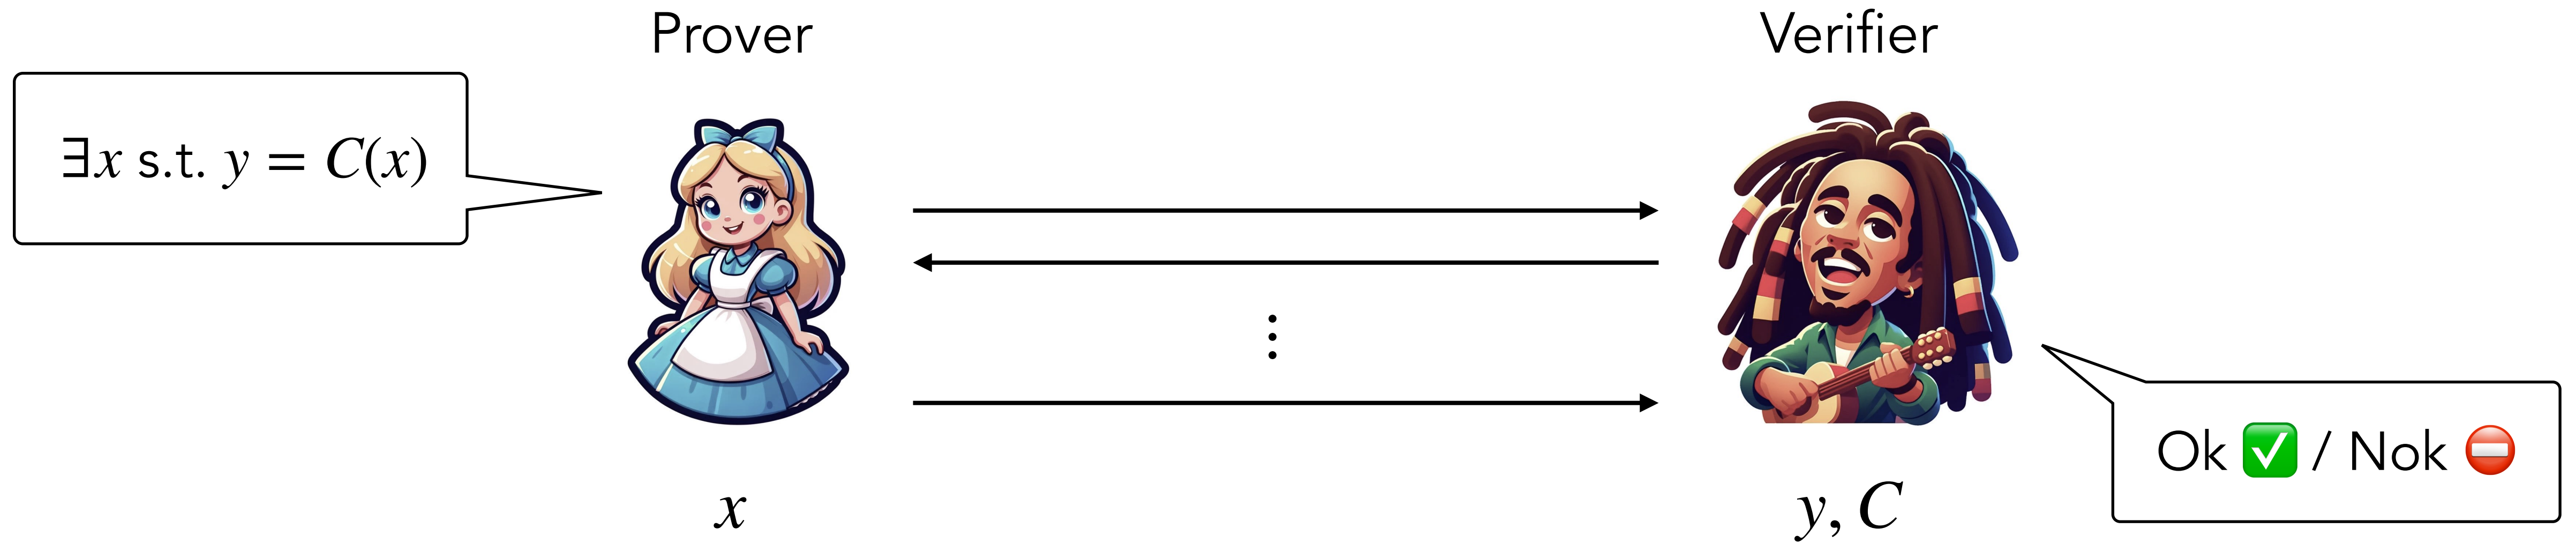 Prover
Verifier
∃x s.t. y = C(x)
⋮
Ok ✅ / Nok ⛔
x
y, C